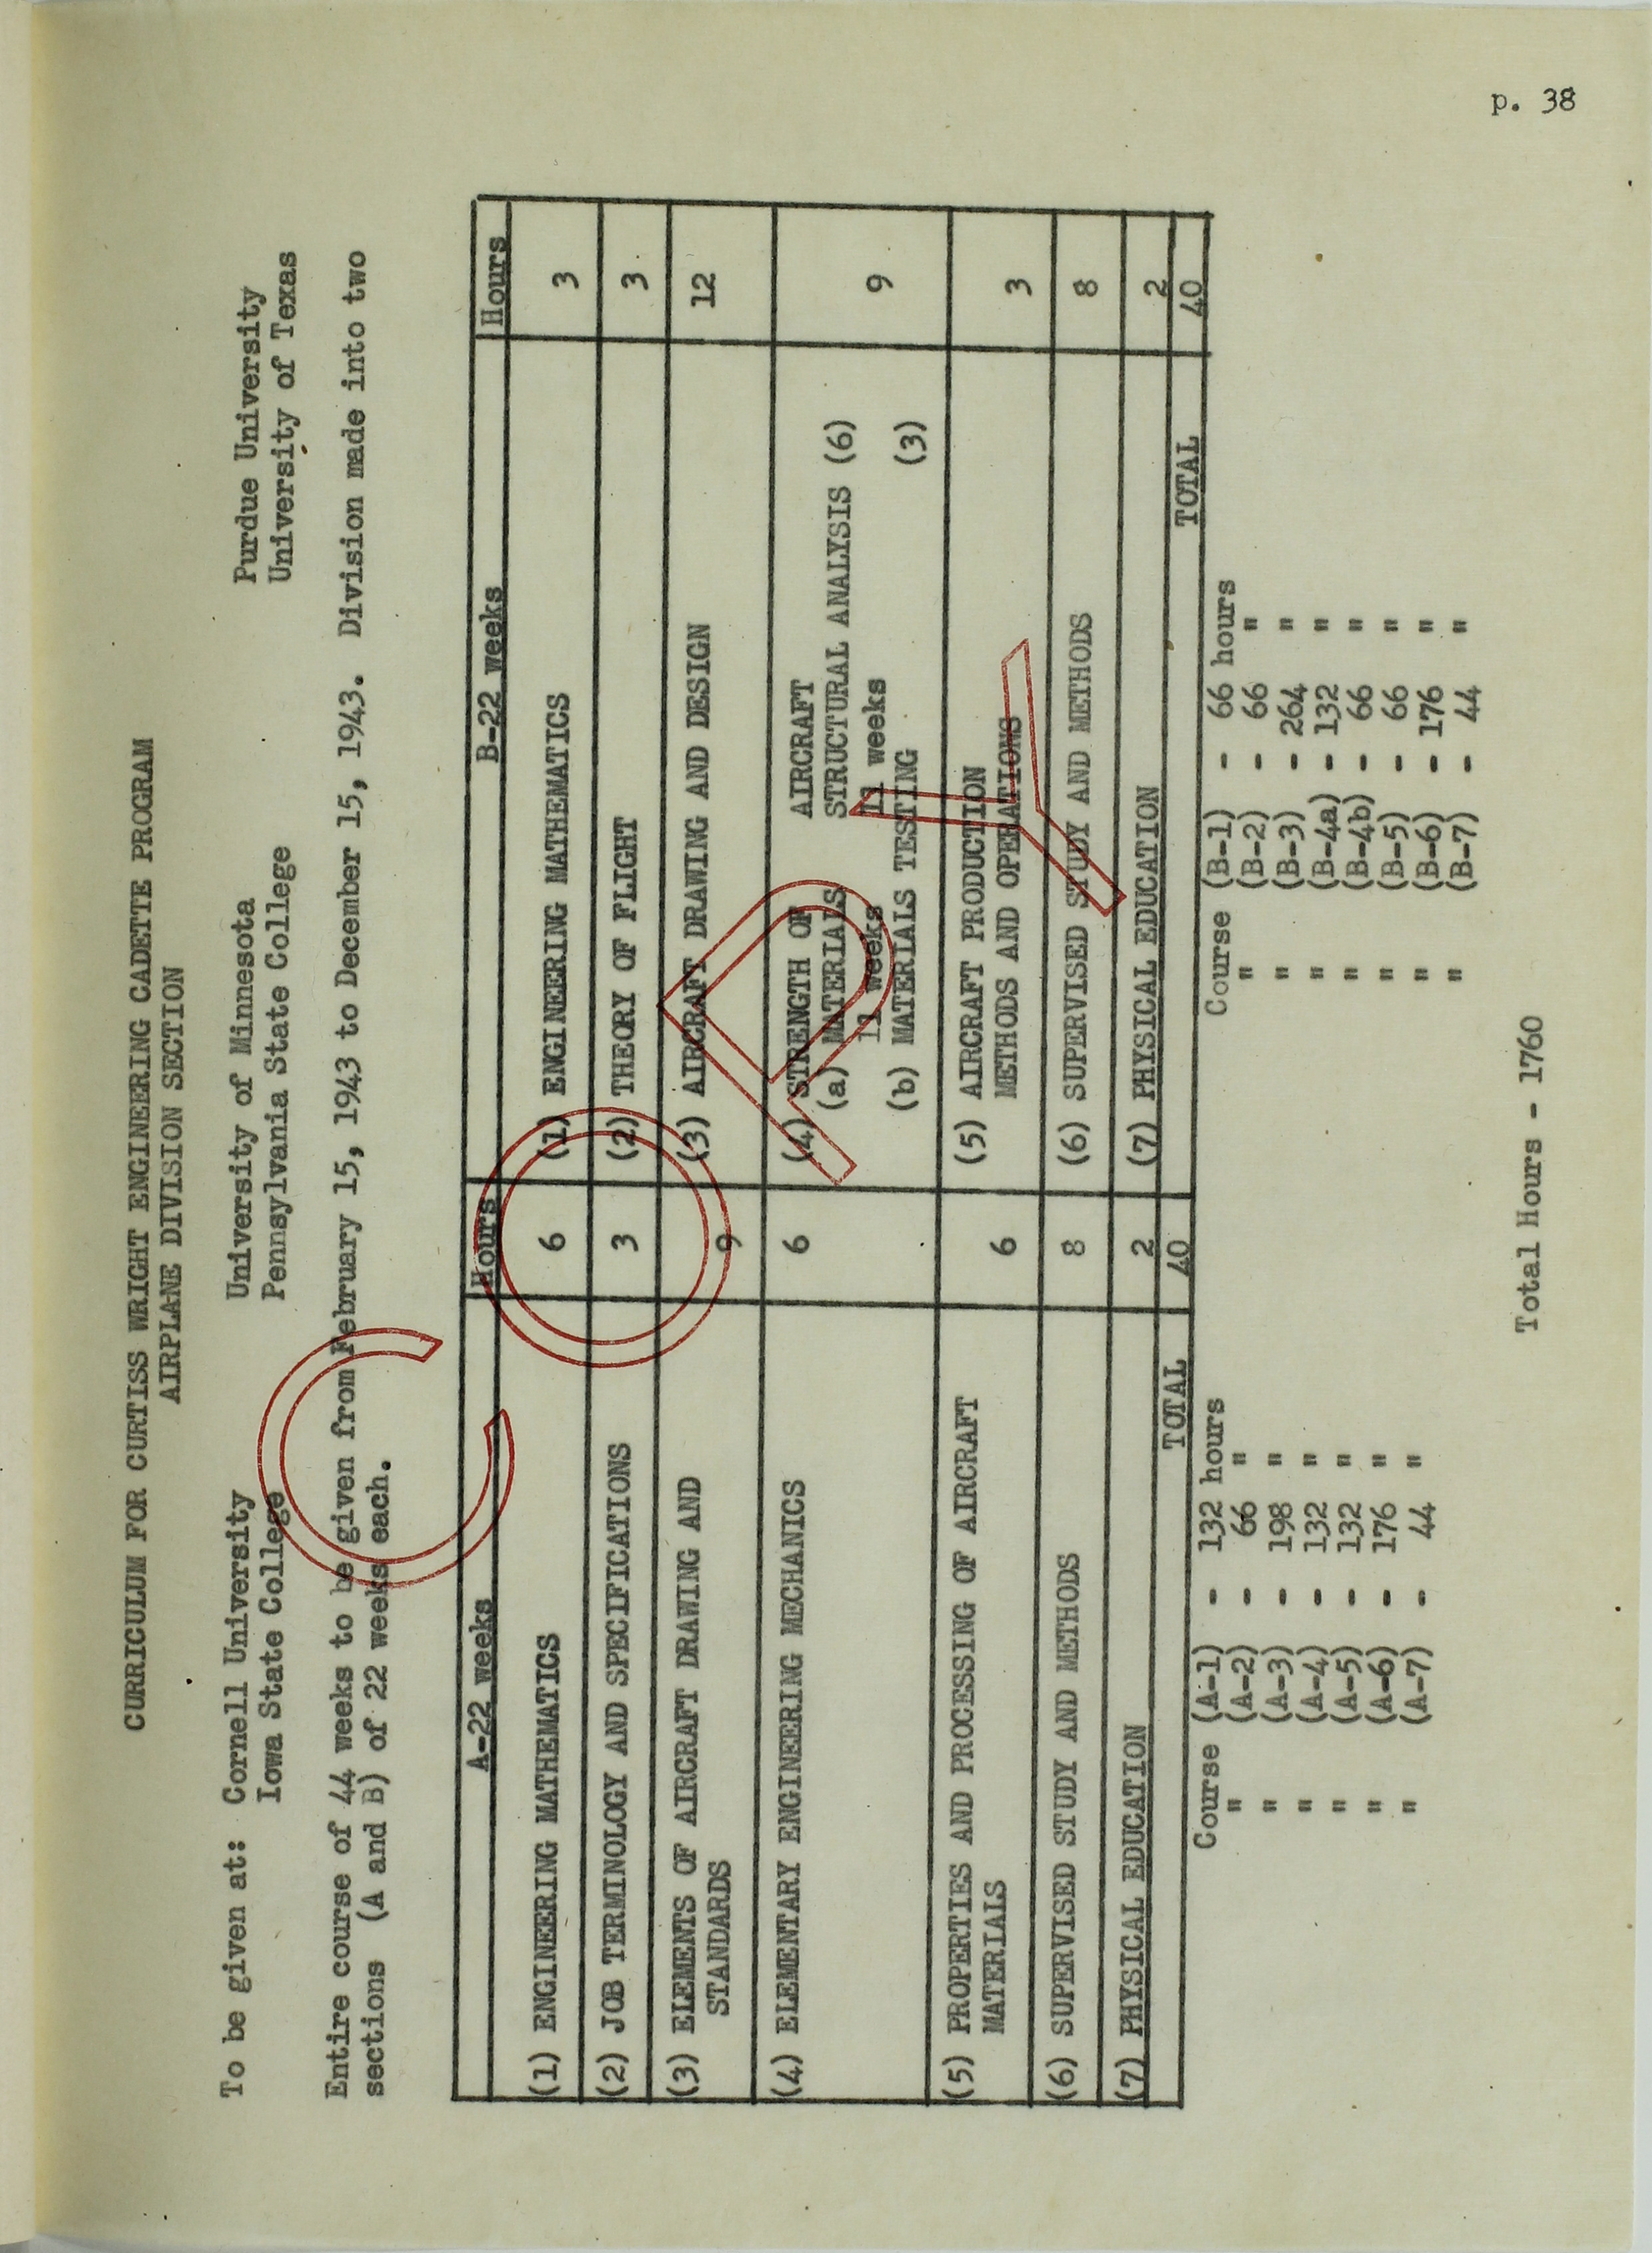 p. 38
CURRICULUM FOR CURTISS WRIGHT ENGINEERING CADETTE PROGRAM
AIRPLANE DIVISION SECTION
To be given at: Cornell University University of Minnesota Purdue University
Iowa State College Pennsylvania State College University of Texas
Entire course of 44 weeks to be given from February 15, 1943 to December 15, 1943. Division made into two
sections (A and B) of 22 weeks each.
A-22 weeks Hours B-22 weeks Hours
(1) ENGINEERING MATHEMATICS 6 (1) ENGINEERING MATHEMATICS 3
(2) JOB TERMINOLOGY AND SPECIFICATIONS 3 (2) THEORY OF FLIGHT 3
(3) ELEMENTS OF AIRCRAFT DRAWING AND STANDARDS 9 (3) AIRCRAFT DRAWING AND DESIGN 12
(4) ELEMENTARY ENGINEERING MECHANICS 6 (4) STRENGTH OF AIRCRAFT
(a) MATERIALS STRUCTURAL ANALYSIS (6)
11 weeks 11 weeks 9
(b) MATERIALS TESTING (3)
(5) PROPERTIES AND PROCESSING OF AIRCRAFT (5) AIRCRAFT PRODUCTION
MATERIALS 6 METHODS AND OPERATIONS 3
(6) SUPERVISED STUDY AND METHODS 8 (6) SUPERVISED STUDY AND METHODS 8
(7) PHYSICAL EDUCATION 2 (7) PHYSICAL EDUCATION 2
TOTAL 40 TOTAL 40
Course (A-1) - 132 hours Course (B-1) - 66 hours
" (A-2) - 66 " " (B-2) - 66 "
" (A-3) - 198 " " (B-3) - 264 "
" (A-4) - 132 " " (B-4a) - 132 "
" (A-5) - 132 " " (B-4b) - 66 "
" (A-6) - 176 " " (B-5) - 66 "
" (A-7) - 44 " " (B-6) - 176 "
" (B-7) - 44 "
Total Hours - 1760
COPY